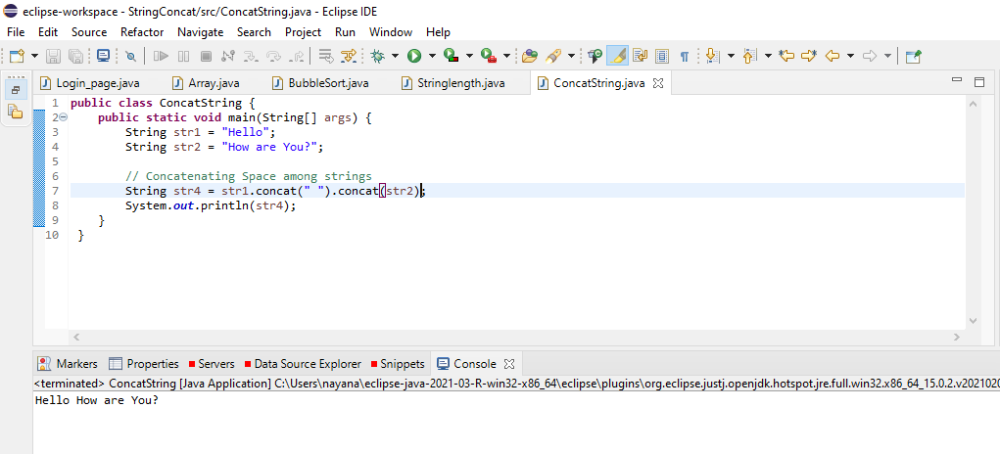 eclipse-workspace - StringConcat/src/ConcatString.java - Eclipse IDE
File Edit Source Refactor Navigate Search Project Run Window Help
Login_page.java Array.java BubbleSort.java Stringlength.java ConcatString.java
1 public class ConcatString {
2 public static void main(String[] args) {
3 String str1 = "Hello";
4 String str2 = "How are You?";
5
6 // Concatenating Space among strings
7 String str4 = str1.concat(" ").concat(str2);
8 System.out.println(str4);
9 }
10 }
Markers Properties Servers Data Source Explorer Snippets Console
<terminated> ConcatString [Java Application] C:\Users\nayana\eclipse-java-2021-03-R-win32-x86_64\eclipse\plugins\org.eclipse.justj.openjdk.hotspot.jre.full.win32.x86_64_15.0.2.v2021020
Hello How are You?